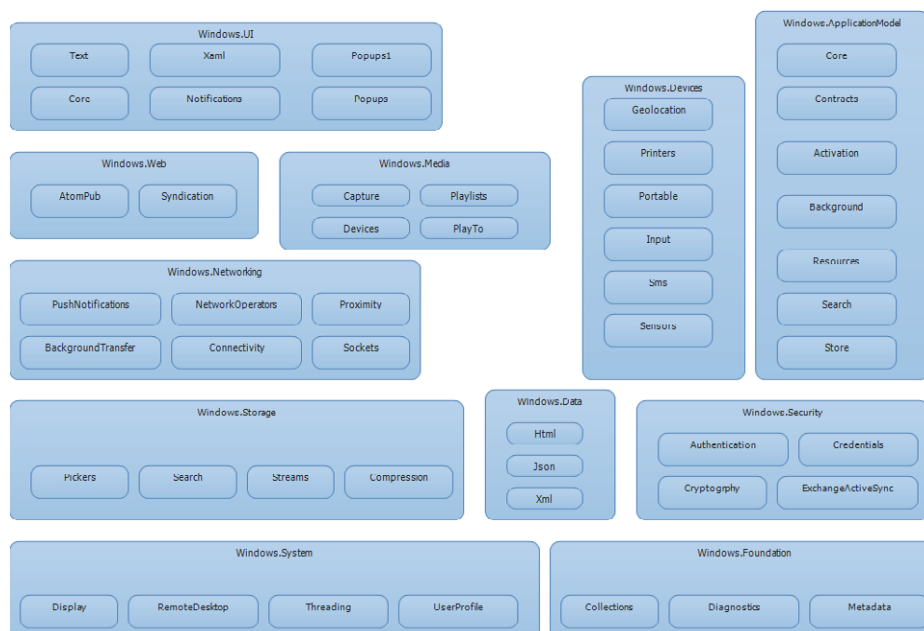 Windows.UI
Text
Xaml
Popups1
Core
Notifications
Popups
Windows.Web
AtomPub
Syndication
Windows.Media
Capture
Playlists
Devices
PlayTo
Windows.Devices
Geolocation
Printers
Portable
Input
Sms
Sensors
Windows.ApplicationModel
Core
Contracts
Activation
Background
Resources
Search
Store
Windows.Networking
PushNotifications
NetworkOperators
Proximity
BackgroundTransfer
Connectivity
Sockets
Windows.Storage
Pickers
Search
Streams
Compression
Windows.Data
Html
Json
Xml
Windows.Security
Authentication
Credentials
Cryptogrphy
ExchangeActiveSync
Windows.System
Display
RemoteDesktop
Threading
UserProfile
Windows.Foundation
Collections
Diagnostics
Metadata